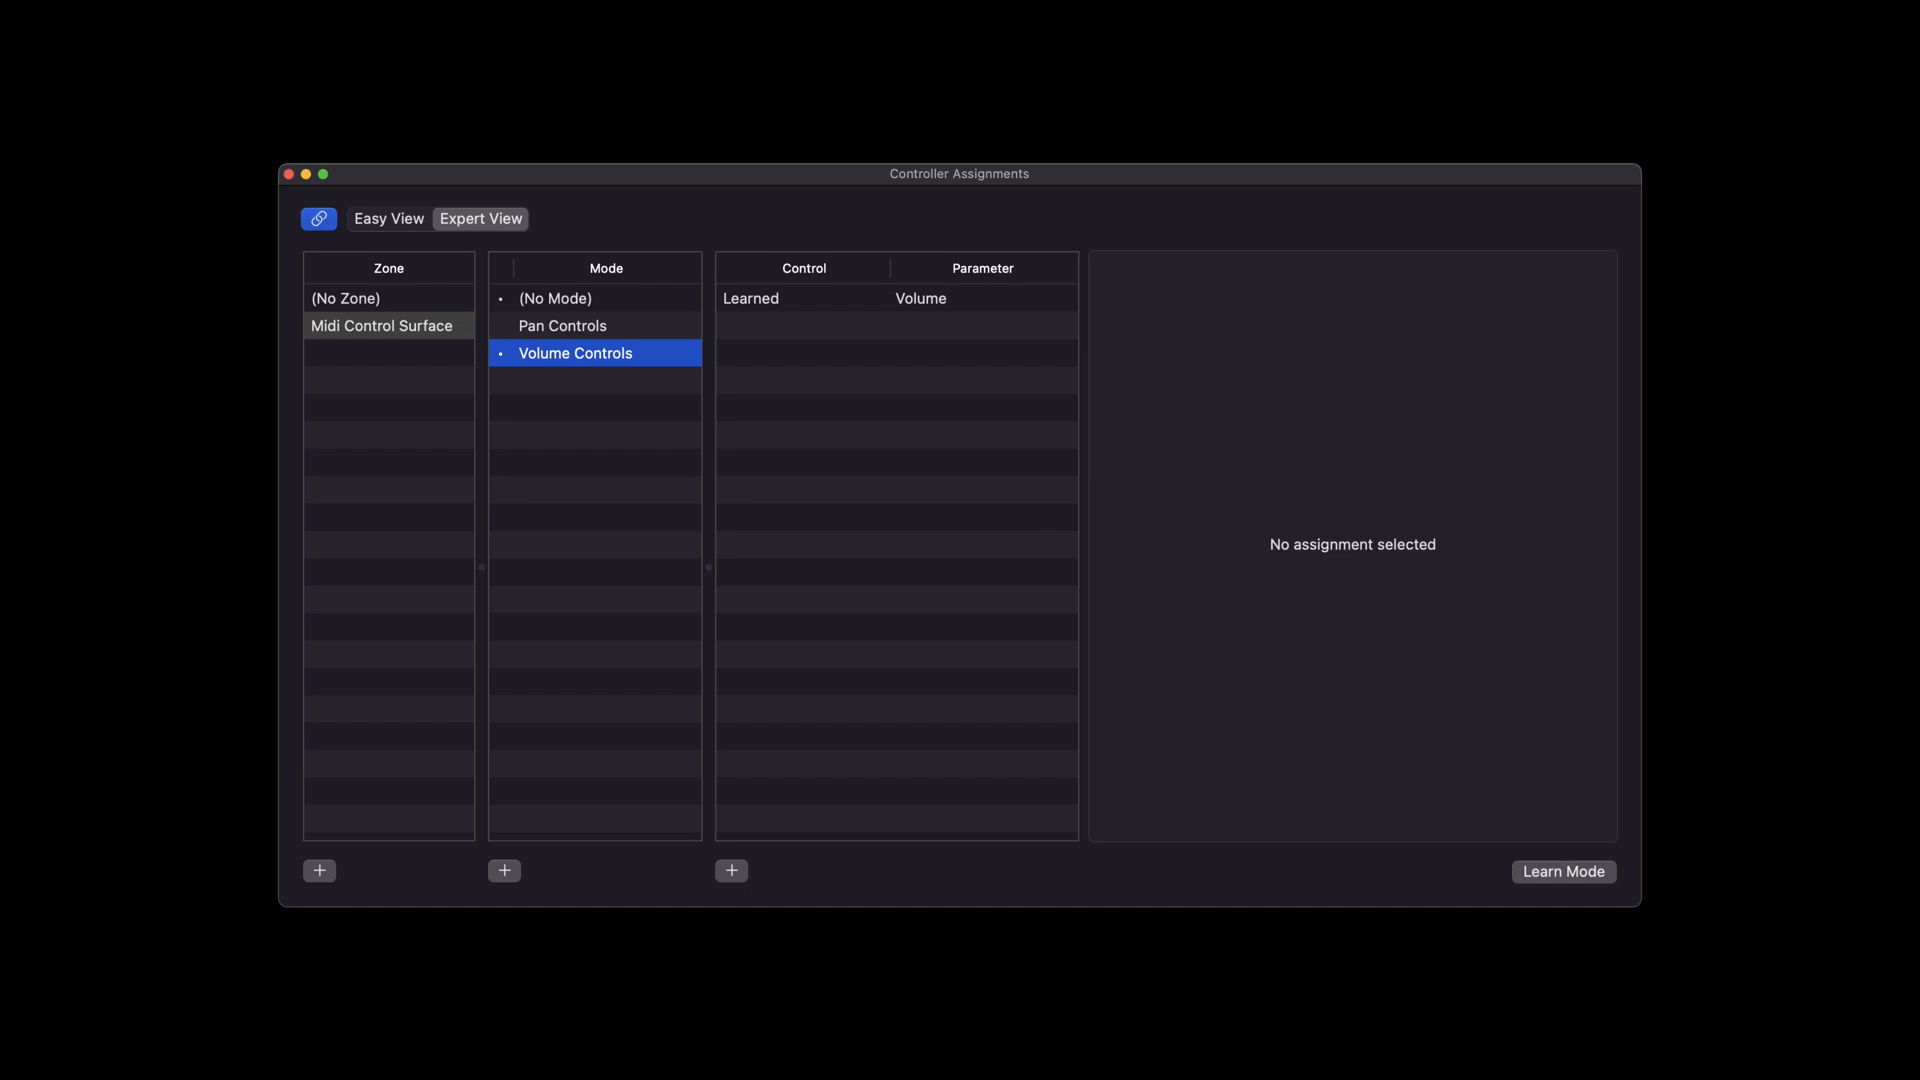 Controller Assignments
Easy View
Expert View
Zone
(No Zone)
Midi Control Surface
Mode
• (No Mode)
Pan Controls
• Volume Controls
Control
Parameter
Learned
Volume
No assignment selected
+
+
+
Learn Mode